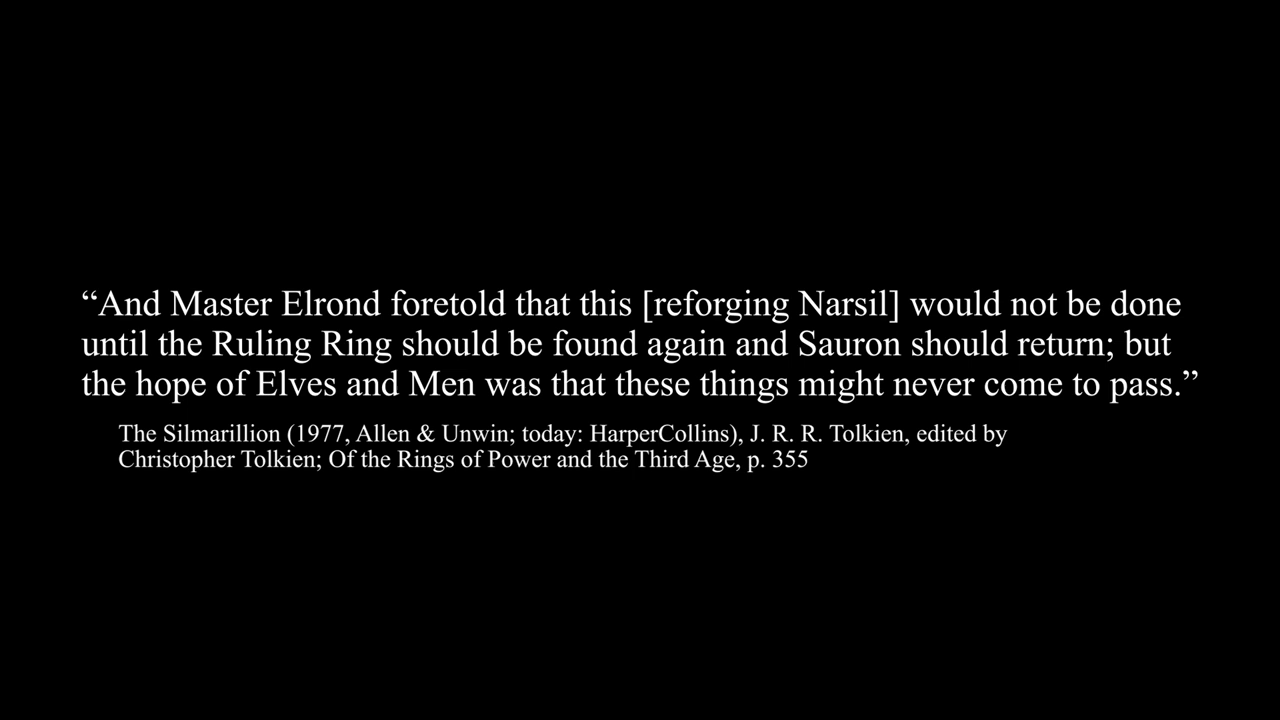 “And Master Elrond foretold that this [reforging Narsil] would not be done
until the Ruling Ring should be found again and Sauron should return; but
the hope of Elves and Men was that these things might never come to pass.”
The Silmarillion (1977, Allen & Unwin; today: HarperCollins), J. R. R. Tolkien, edited by
Christopher Tolkien; Of the Rings of Power and the Third Age, p. 355